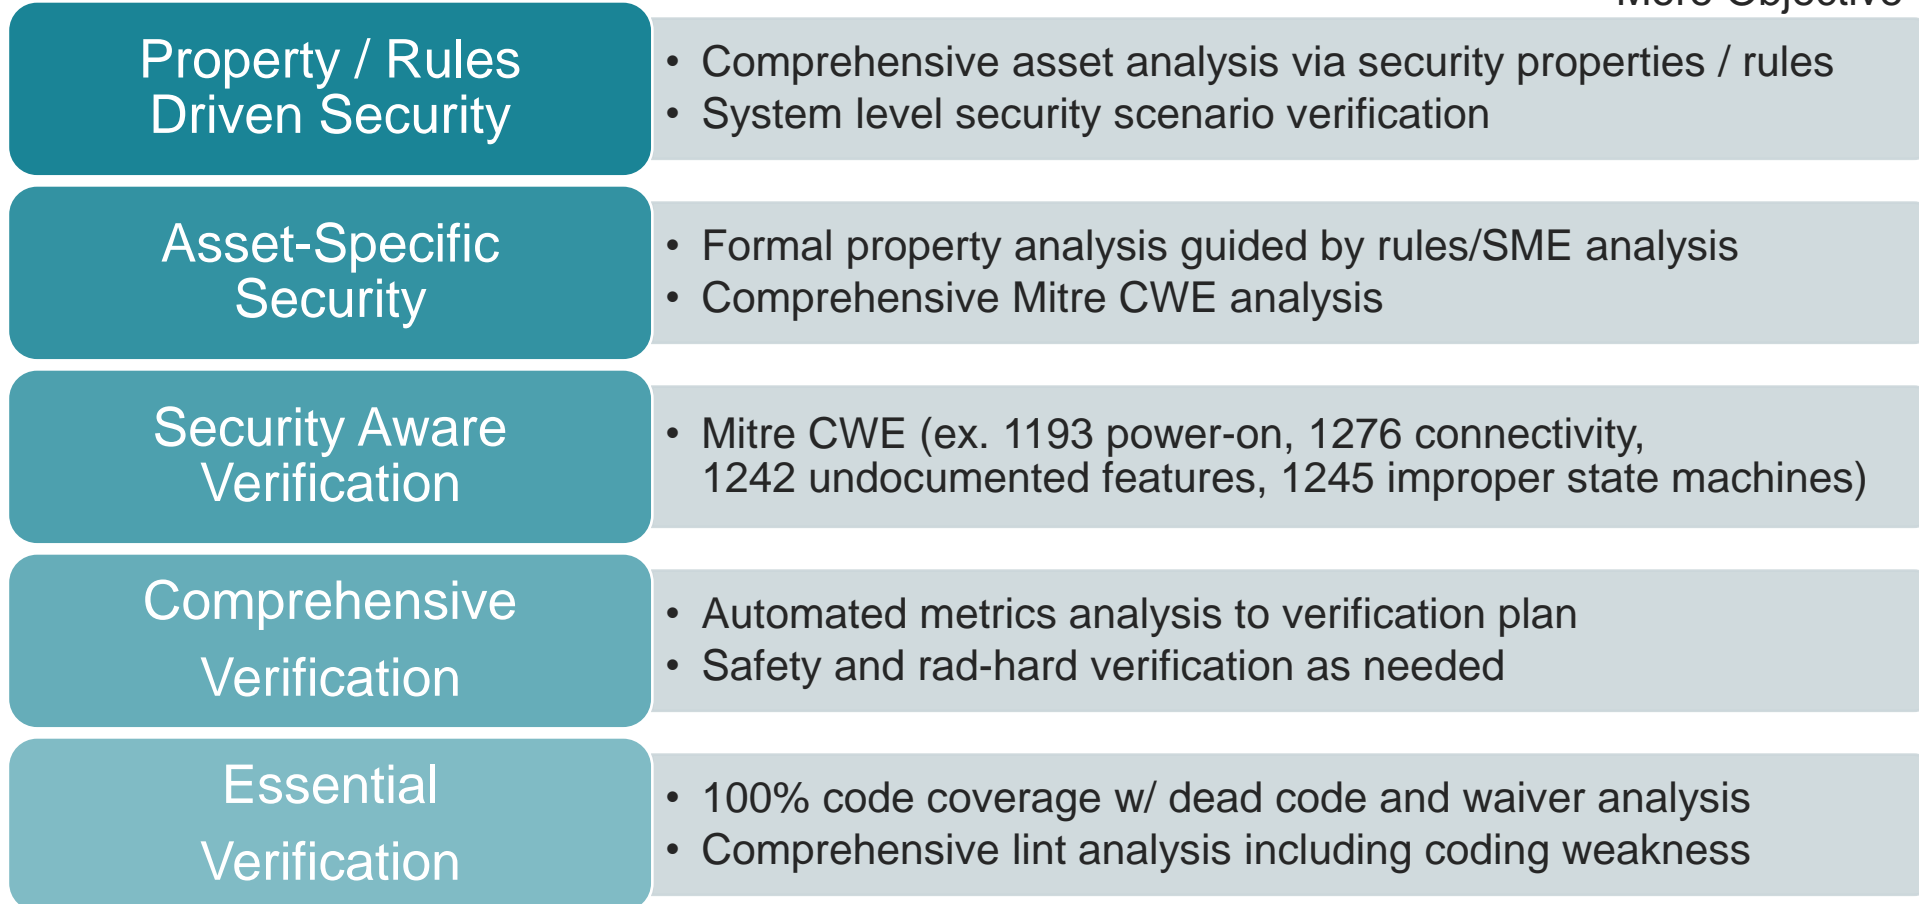 More Objective
Property / Rules
Driven Security
• Comprehensive asset analysis via security properties / rules
• System level security scenario verification
Asset-Specific
Security
• Formal property analysis guided by rules/SME analysis
• Comprehensive Mitre CWE analysis
Security Aware
Verification
• Mitre CWE (ex. 1193 power-on, 1276 connectivity,
1242 undocumented features, 1245 improper state machines)
Comprehensive
Verification
• Automated metrics analysis to verification plan
• Safety and rad-hard verification as needed
Essential
Verification
• 100% code coverage w/ dead code and waiver analysis
• Comprehensive lint analysis including coding weakness